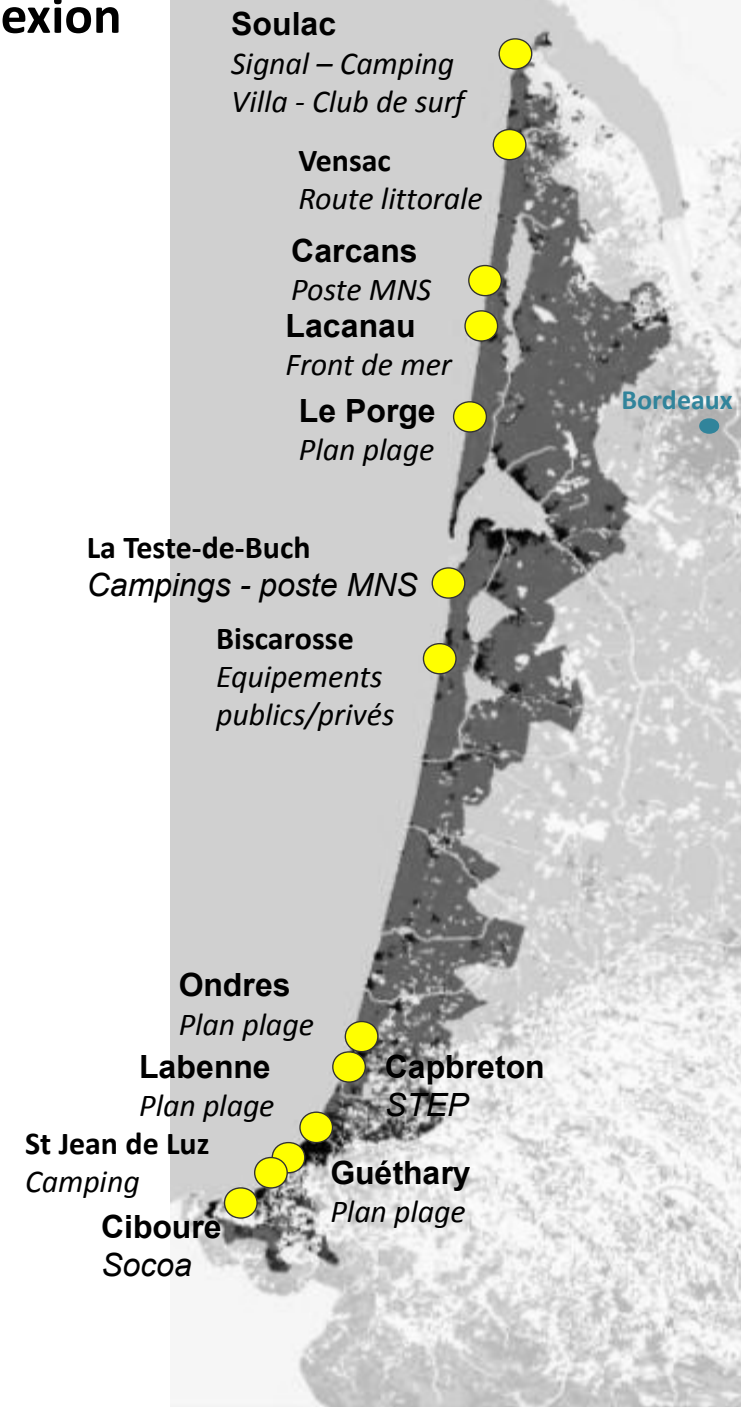 exion
Soulac
Signal – Camping
Villa - Club de surf
Vensac
Route littorale
Carcans
Poste MNS
Lacanau
Front de mer
Bordeaux
Le Porge
Plan plage
La Teste-de-Buch
Campings - poste MNS
Biscarosse
Equipements
publics/privés
Ondres
Plan plage
Labenne
Plan plage
Capbreton
STEP
St Jean de Luz
Camping
Guéthary
Plan plage
Ciboure
Socoa